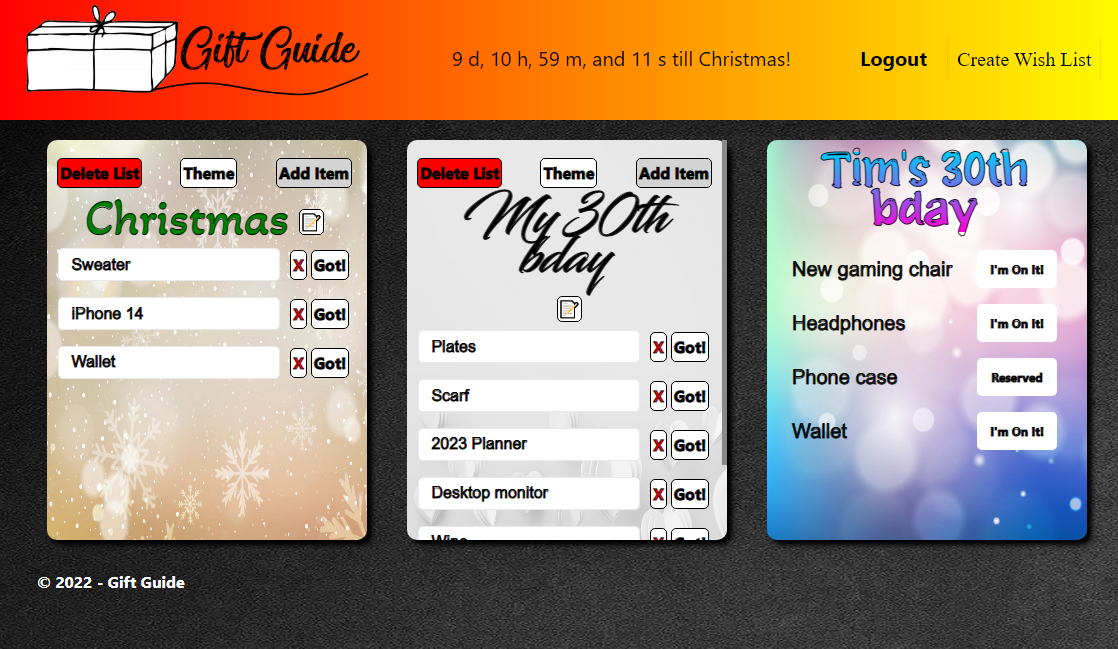 Gift Guide
9 d, 10 h, 59 m, and 11 s till Christmas!
Logout
Create Wish List
Delete List
Theme
Add Item
Christmas
Sweater
X
Got!
iPhone 14
X
Got!
Wallet
X
Got!
Delete List
Theme
Add Item
My 30th
bday
Plates
X
Got!
Scarf
X
Got!
2023 Planner
X
Got!
Desktop monitor
X
Got!
Tim's 30th
bday
New gaming chair
I'm On It!
Headphones
I'm On It!
Phone case
Reserved
Wallet
I'm On It!
© 2022 - Gift Guide